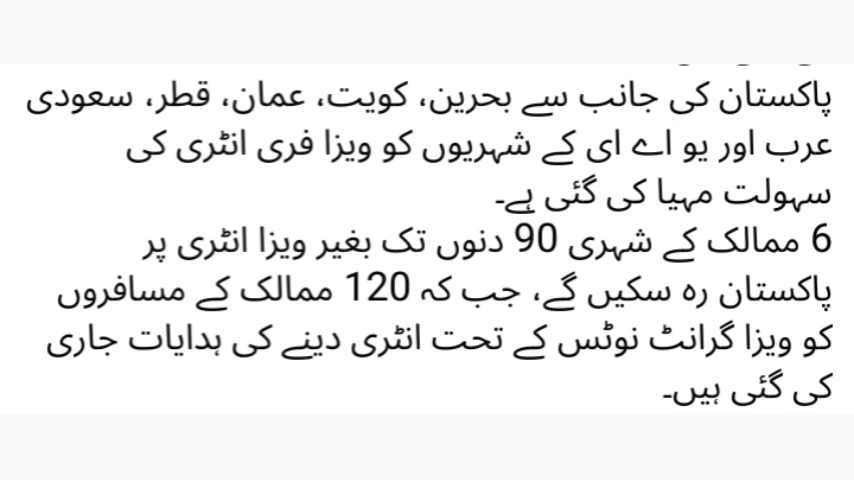 پاکستان کی جانب سے بحرین، کویت، عمان، قطر، سعودی
عرب اور یو اے ای کے شہریوں کو ویزا فری انٹری کی
سہولت مہیا کی گئی ہے۔
6 ممالک کے شہری 90 دنوں تک بغیر ویزا انٹری پر
پاکستان رہ سکیں گے، جب کہ 120 ممالک کے مسافروں
کو ویزا گرانٹ نوٹس کے تحت انٹری دینے کی ہدایات جاری
کی گئی ہیں۔